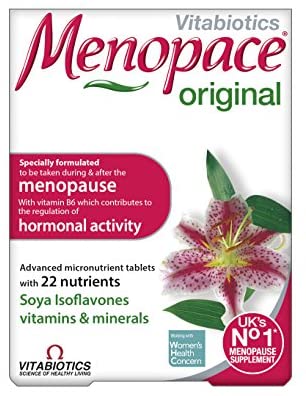 Vitabiotics
Menopace®
original
Specially formulated
to be taken during & after the
menopause
With vitamin B6 which contributes to
the regulation of
hormonal activity
Advanced micronutrient tablets
with 22 nutrients
Soya Isoflavones
vitamins & minerals
Working with
Women's
Health
Concern
UK's
No1*
MENOPAUSE
SUPPLEMENT
VITABIOTICS
SCIENCE OF HEALTHY LIVING